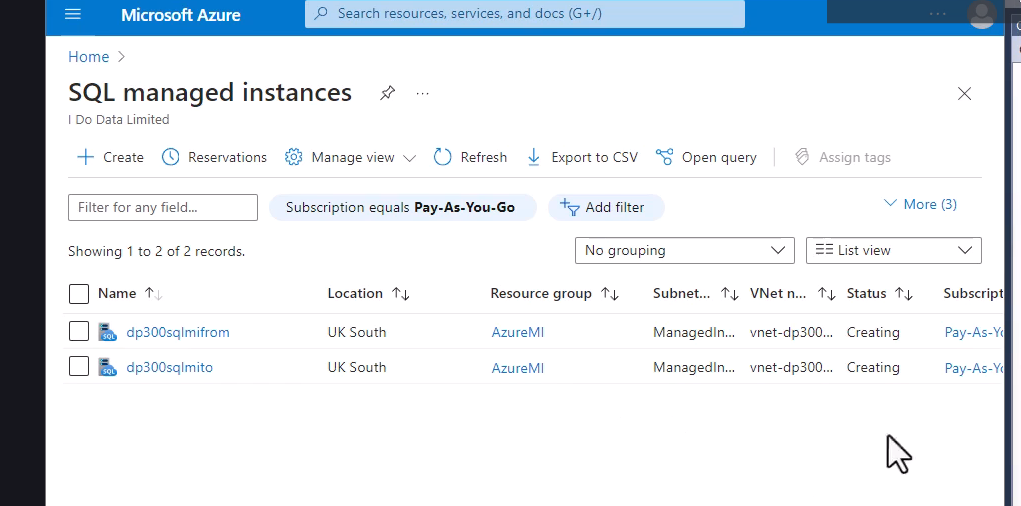 Microsoft Azure
Search resources, services, and docs (G+/)
Home
SQL managed instances
I Do Data Limited
Create Reservations Manage view Refresh Export to CSV Open query Assign tags
Filter for any field... Subscription equals Pay-As-You-Go Add filter More (3)
Showing 1 to 2 of 2 records. No grouping List view
Name Location Resource group Subnet... VNet n... Status Subscript
SQL dp300sqlmifrom UK South AzureMI ManagedIn... vnet-dp300... Creating Pay-As-Yo
SQL dp300sqlmito UK South AzureMI ManagedIn... vnet-dp300... Creating Pay-As-Yo